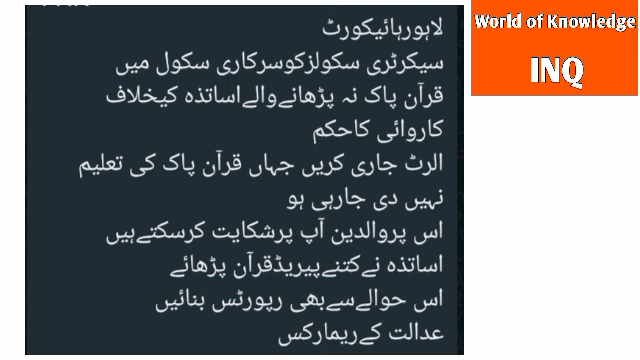 لاہورہائیکورٹ
سیکرٹری سکولزکوسرکاری سکول میں
قرآن پاک نہ پڑھانےوالےاساتذہ کیخلاف
کاروائی کاحکم
الرٹ جاری کریں جہاں قرآن پاک کی تعلیم
نہیں دی جارہی ہو
اس پروالدین آپ پرشکایت کرسکتےہیں
اساتذہ نےکتنےپیریڈقرآن پڑھائے
اس حوالےسےبھی رپورٹس بنائیں
عدالت کےریمارکس
World of Knowledge
INQ